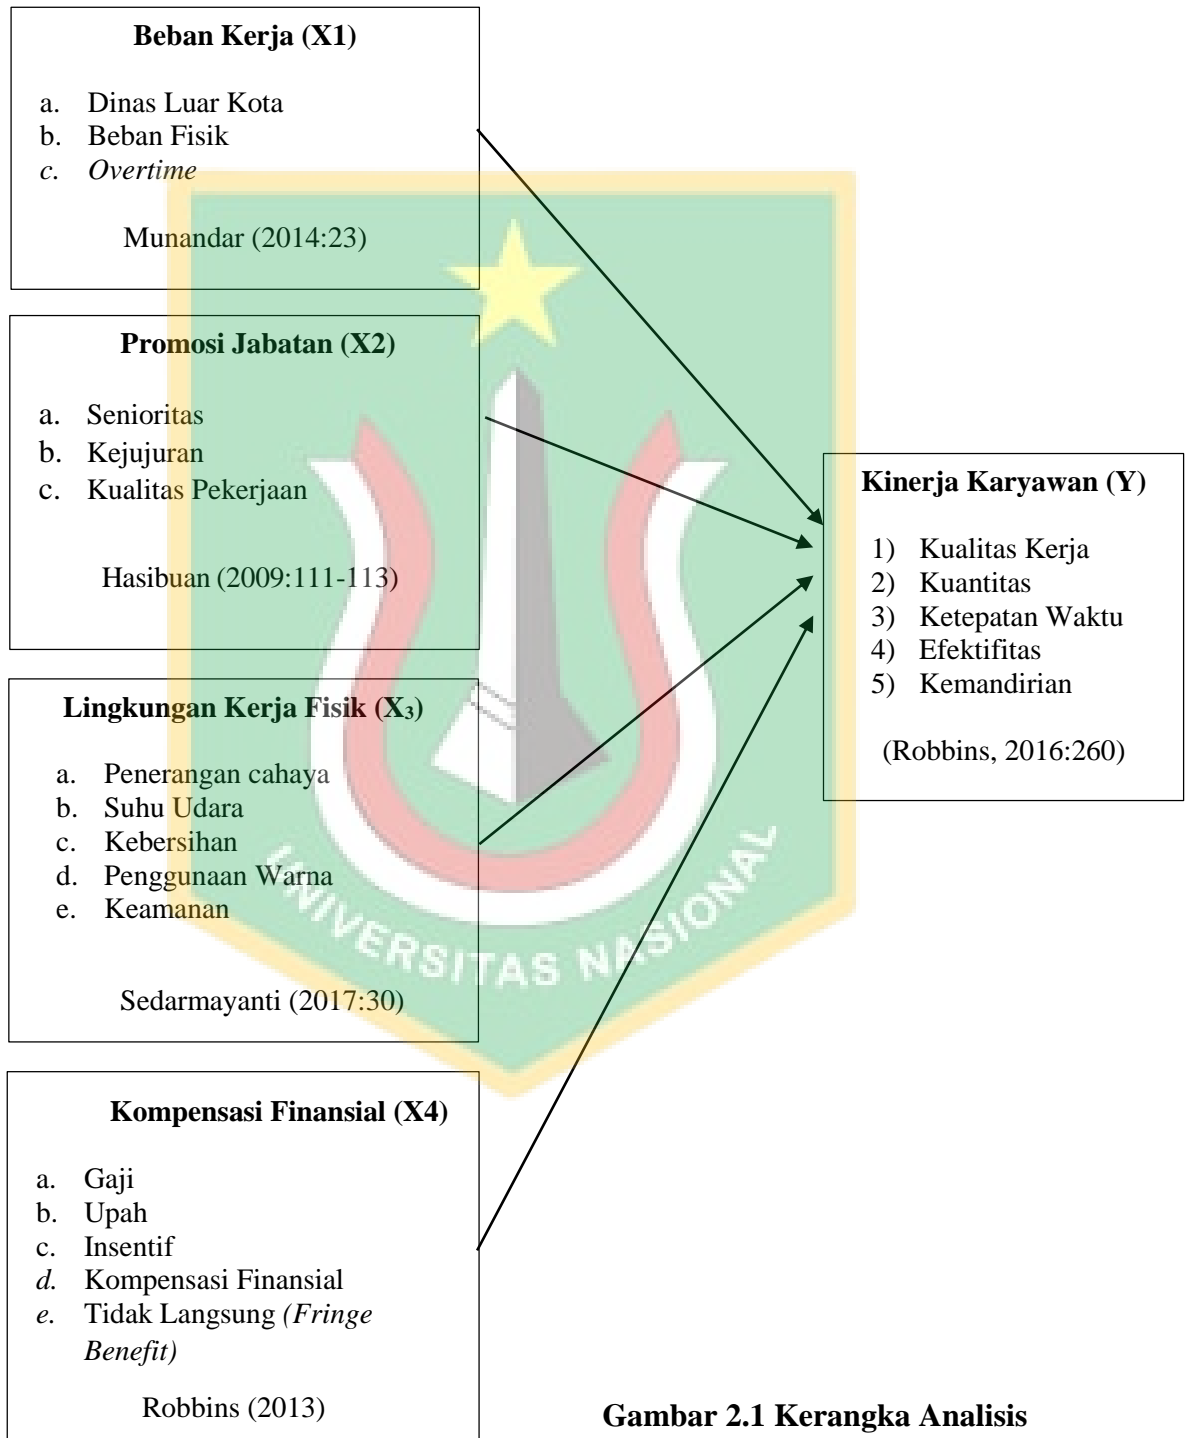 Beban Kerja (X1)
a. Dinas Luar Kota
b. Beban Fisik
c. Overtime
Munandar (2014:23)
Promosi Jabatan (X2)
a. Senioritas
b. Kejujuran
c. Kualitas Pekerjaan
Hasibuan (2009:111-113)
Lingkungan Kerja Fisik (X₃)
a. Penerangan cahaya
b. Suhu Udara
c. Kebersihan
d. Penggunaan Warna
e. Keamanan
Sedarmayanti (2017:30)
Kompensasi Finansial (X4)
a. Gaji
b. Upah
c. Insentif
d. Kompensasi Finansial
e. Tidak Langsung (Fringe
Benefit)
Robbins (2013)
Kinerja Karyawan (Y)
1) Kualitas Kerja
2) Kuantitas
3) Ketepatan Waktu
4) Efektifitas
5) Kemandirian
(Robbins, 2016:260)
UNIVERSITAS NASIONAL
Gambar 2.1 Kerangka Analisis